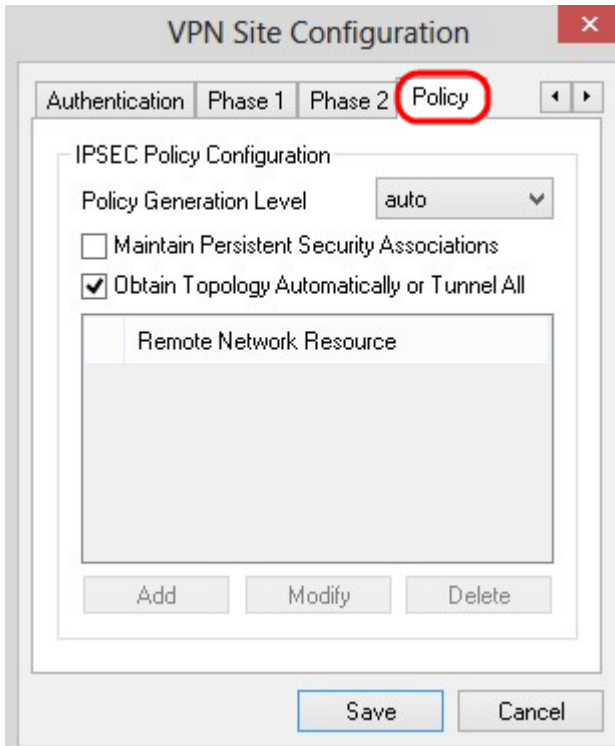 VPN Site Configuration
Authentication Phase 1 Phase 2 Policy
IPSEC Policy Configuration
Policy Generation Level auto
Maintain Persistent Security Associations
Obtain Topology Automatically or Tunnel All
Remote Network Resource
Add Modify Delete
Save Cancel